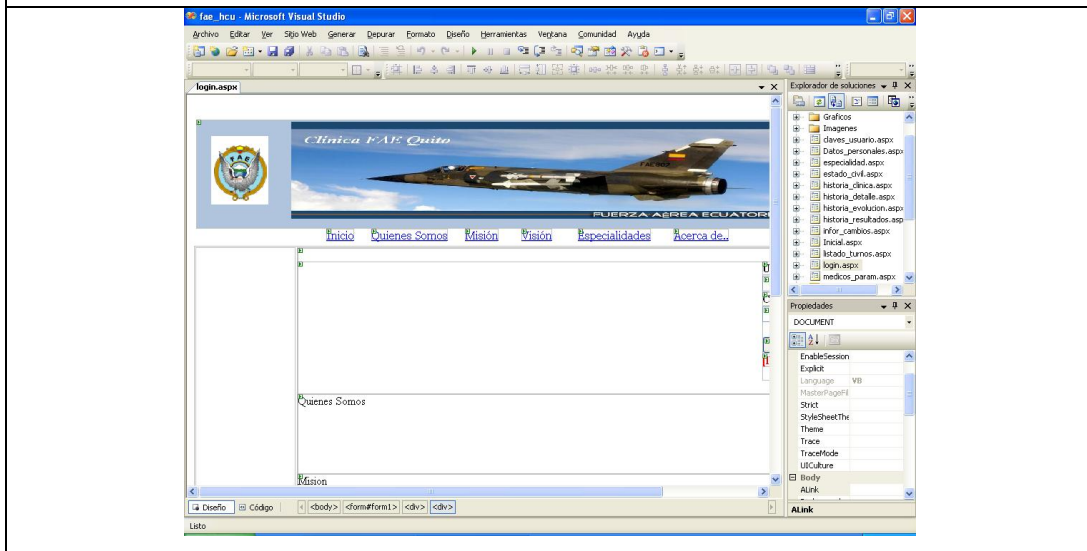 fae_hcu - Microsoft Visual Studio
Archivo Editar Ver Sitio Web Generar Depurar Formato Diseño Herramientas Ventana Comunidad Ayuda
login.aspx
Clínica FAE Quito
FAE
FUERZA AÉREA ECUATORI
Inicio Quienes Somos Misión Visión Especialidades Acerca de..
U
C
Quienes Somos
Mision
Diseño Código <body> <form#form1> <div> <div>
Listo
Explorador de soluciones
Graficos
Imagenes
claves_usuario.aspx
Datos_personales.aspx
especialidad.aspx
estado_civil.aspx
historia_clinica.aspx
historia_detalle.aspx
historia_evolucion.aspx
historia_resultados.asp
infor_cambios.aspx
Inicial.aspx
listado_turnos.aspx
login.aspx
medicos_param.aspx
Propiedades
DOCUMENT
EnableSession
Explicit
Language VB
MasterPageFil
Strict
StyleSheetThe
Theme
Trace
TraceMode
UICulture
Body
ALink
ALink